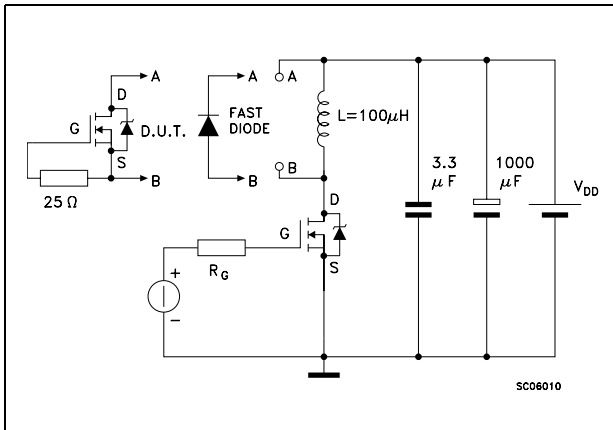 A A A
D
G D.U.T. FAST
DIODE
L=100μH
S
B B B
25 Ω
D
G
S
RG
+
-
3.3
μF
1000
μF
VDD
SC06010